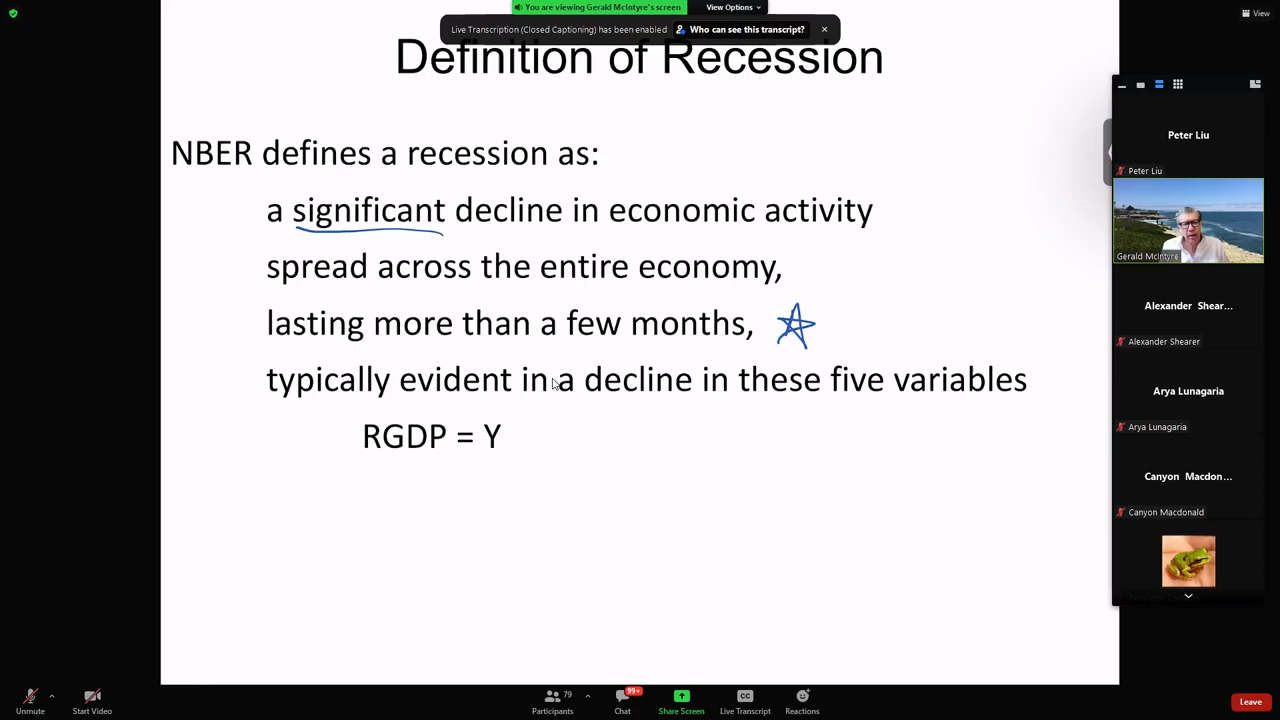 You are viewing Gerald McIntyre's screen
View Options
View
Live Transcription (Closed Captioning) has been enabled
Who can see this transcript?
Definition of Recession
NBER defines a recession as:
a significant decline in economic activity
spread across the entire economy,
lasting more than a few months,
typically evident in a decline in these five variables
RGDP = Y
Peter Liu
Peter Liu
Gerald McIntyre
Alexander Shear...
Alexander Shearer
Arya Lunagaria
Arya Lunagaria
Canyon Macdon...
Canyon Macdonald
Unmute
Start Video
79
Participants
99+
Chat
Share Screen
CC
Live Transcript
Reactions
Leave